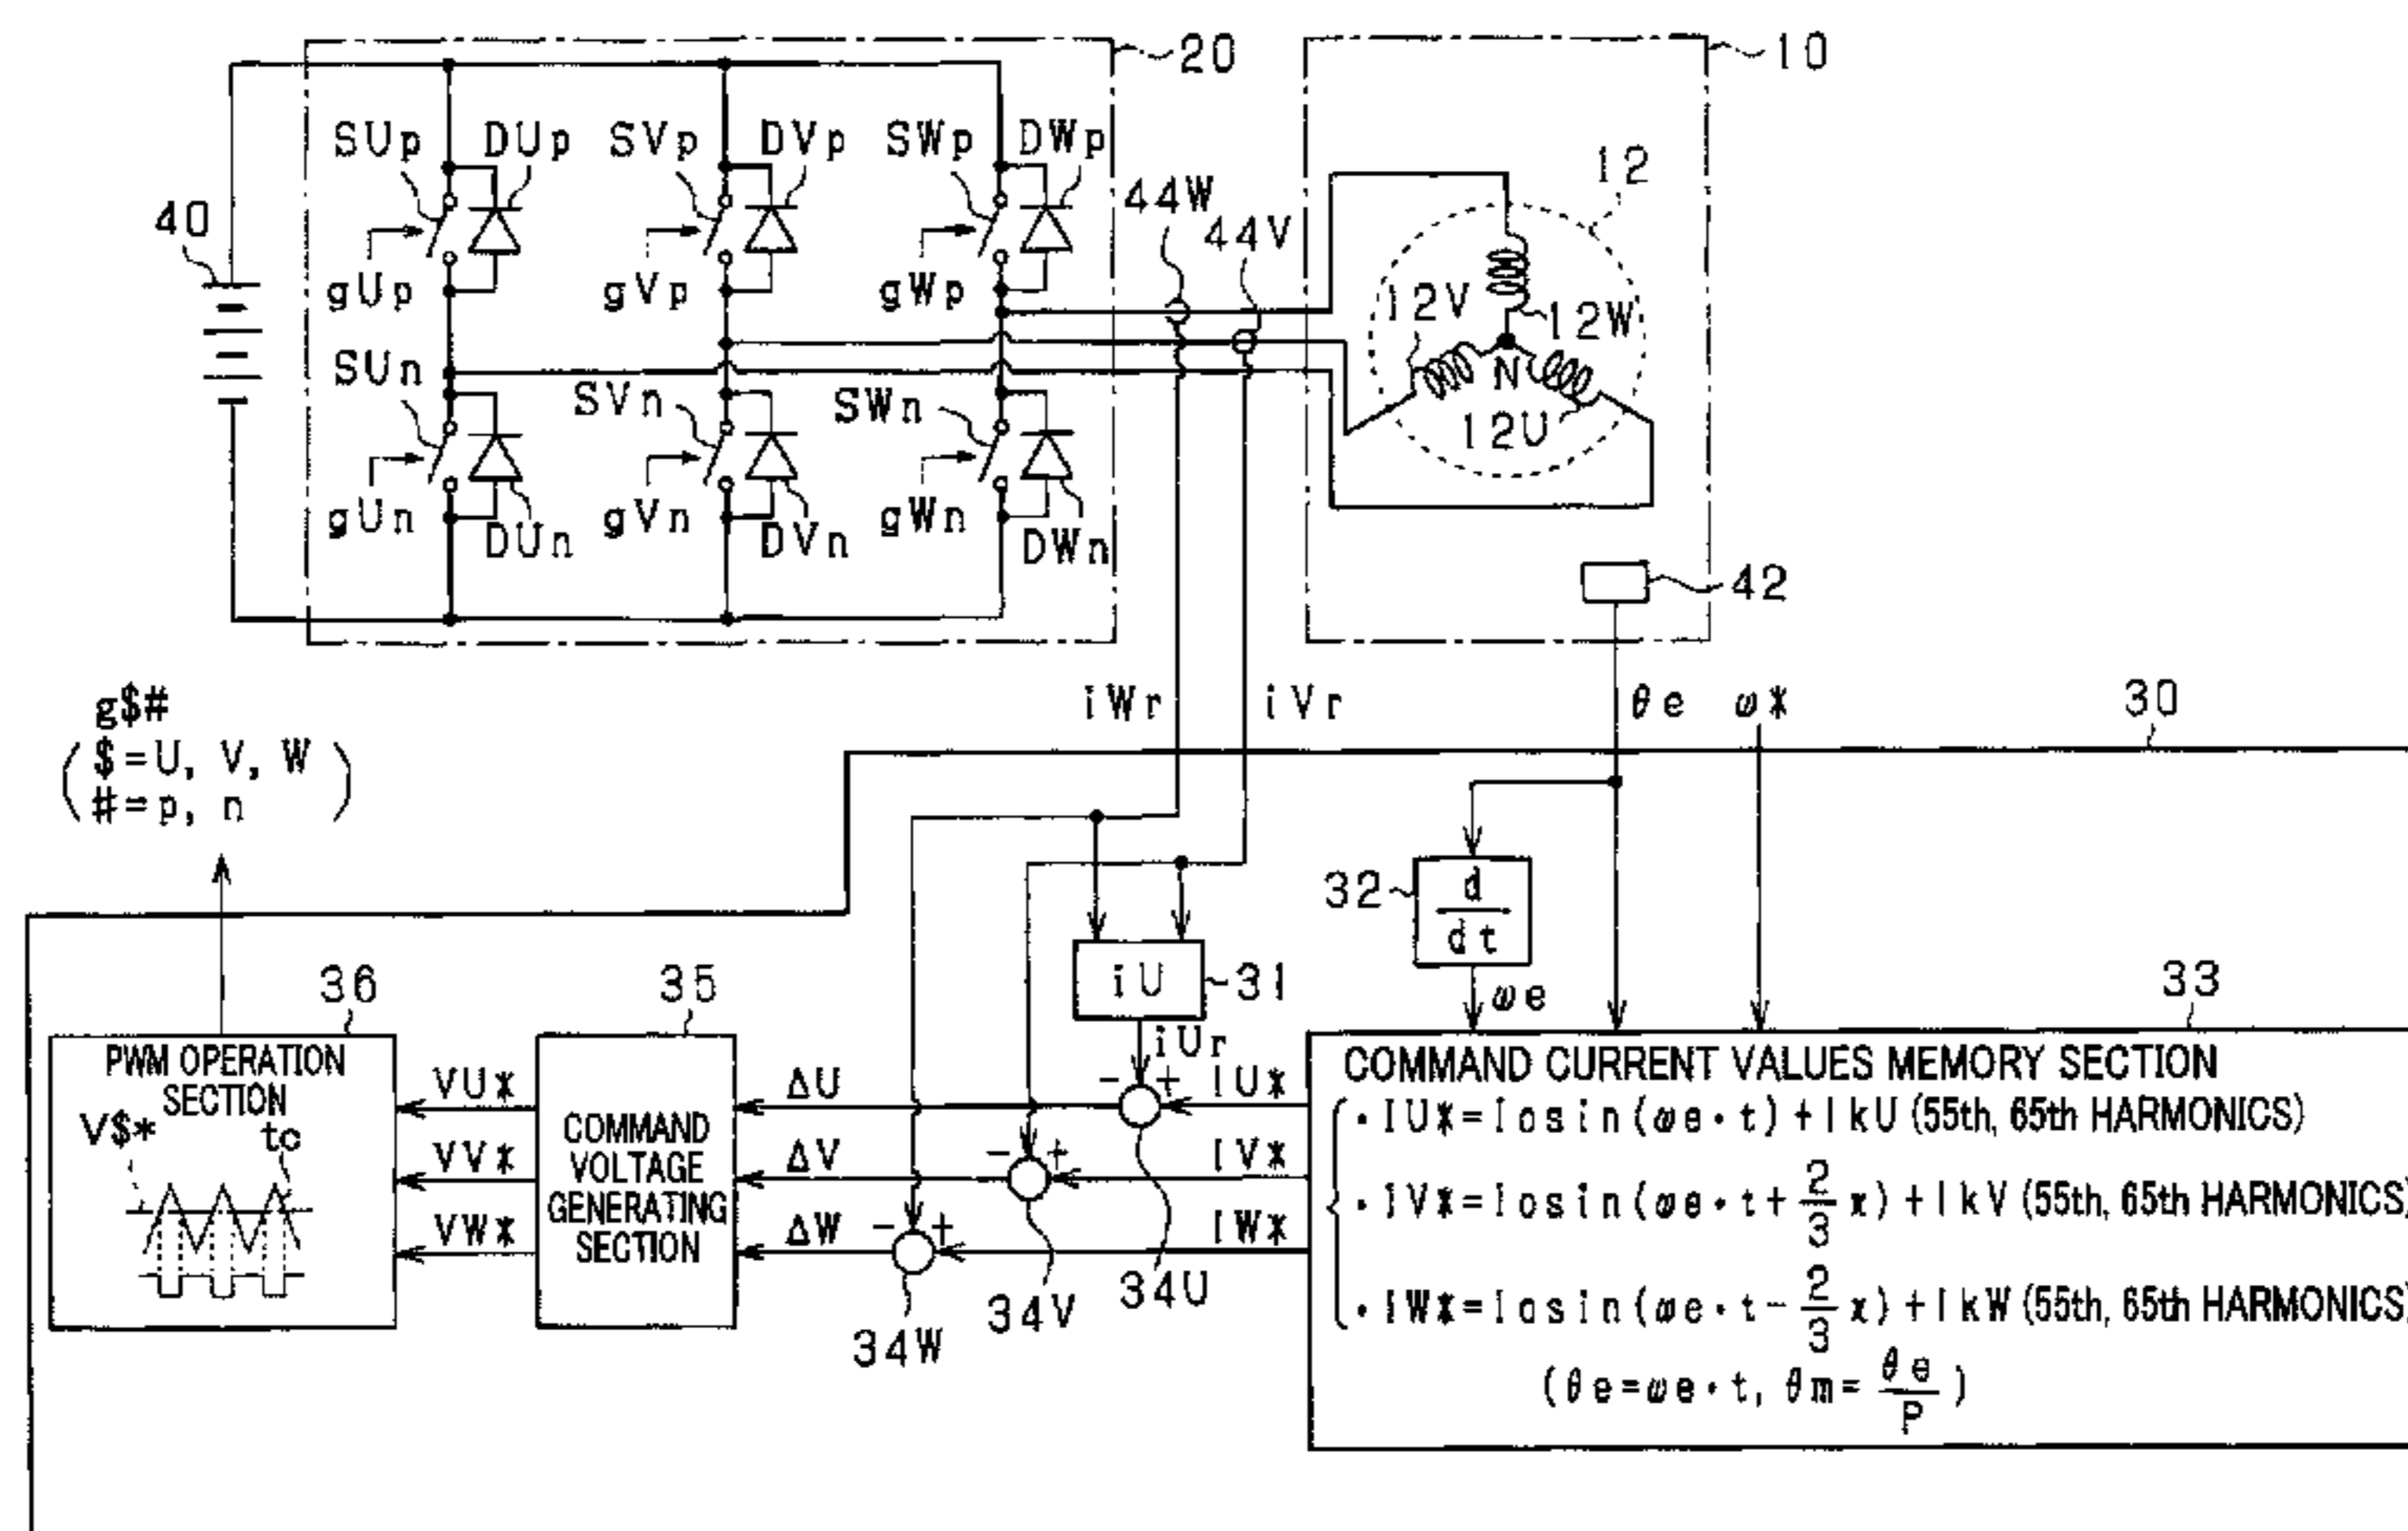 20
10
SUp
DUp
SVp
DVp
SWp
DWp
12
44W
40
44V
gUp
gVp
gWp
12V
12W
SUn
N
SVn
SWn
12U
gUn
gVn
gWn
DUn
DVn
DWn
42
g$#
($=U, V, W
#=p, n)
iWr
iVr
θe
ω*
30
32
d
dt
36
35
iU
31
ωe
33
iUr
PWM OPERATION
SECTION
V$*
tc
VU*
VV*
VW*
COMMAND
VOLTAGE
GENERATING
SECTION
ΔU
ΔV
ΔW
- +
- +
- +
IU*
IV*
IW*
34U
34V
34W
COMMAND CURRENT VALUES MEMORY SECTION
・IU*=Iosin(ωe・t)+IkU (55th, 65th HARMONICS)
・IV*=Iosin(ωe・t+2/3π)+IkV (55th, 65th HARMONICS)
・IW*=Iosin(ωe・t-2/3π)+IkW (55th, 65th HARMONICS)
(θe=ωe・t, θm=θe/P)